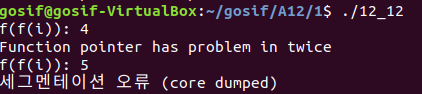 gosif@gosif-VirtualBox:~/gosif/A12/1$ ./12_12
f(f(i)): 4
Function pointer has problem in twice
f(f(i)): 5
세그멘테이션 오류 (core dumped)